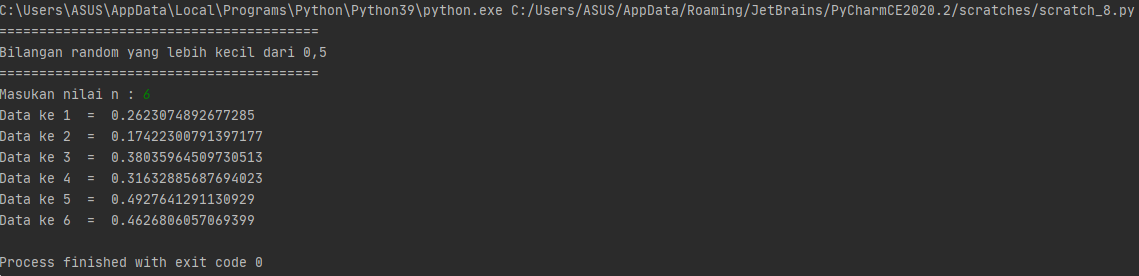 C:\Users\ASUS\AppData\Local\Programs\Python\Python39\python.exe C:/Users/ASUS/AppData/Roaming/JetBrains/PyCharmCE2020.2/scratches/scratch_8.py
=======================================
Bilangan random yang lebih kecil dari 0,5
=======================================
Masukan nilai n : 6
Data ke 1  =  0.2623074892677285
Data ke 2  =  0.17422300791397177
Data ke 3  =  0.38035964509730513
Data ke 4  =  0.31632885687694023
Data ke 5  =  0.4927641291130929
Data ke 6  =  0.4626806057069399
Process finished with exit code 0